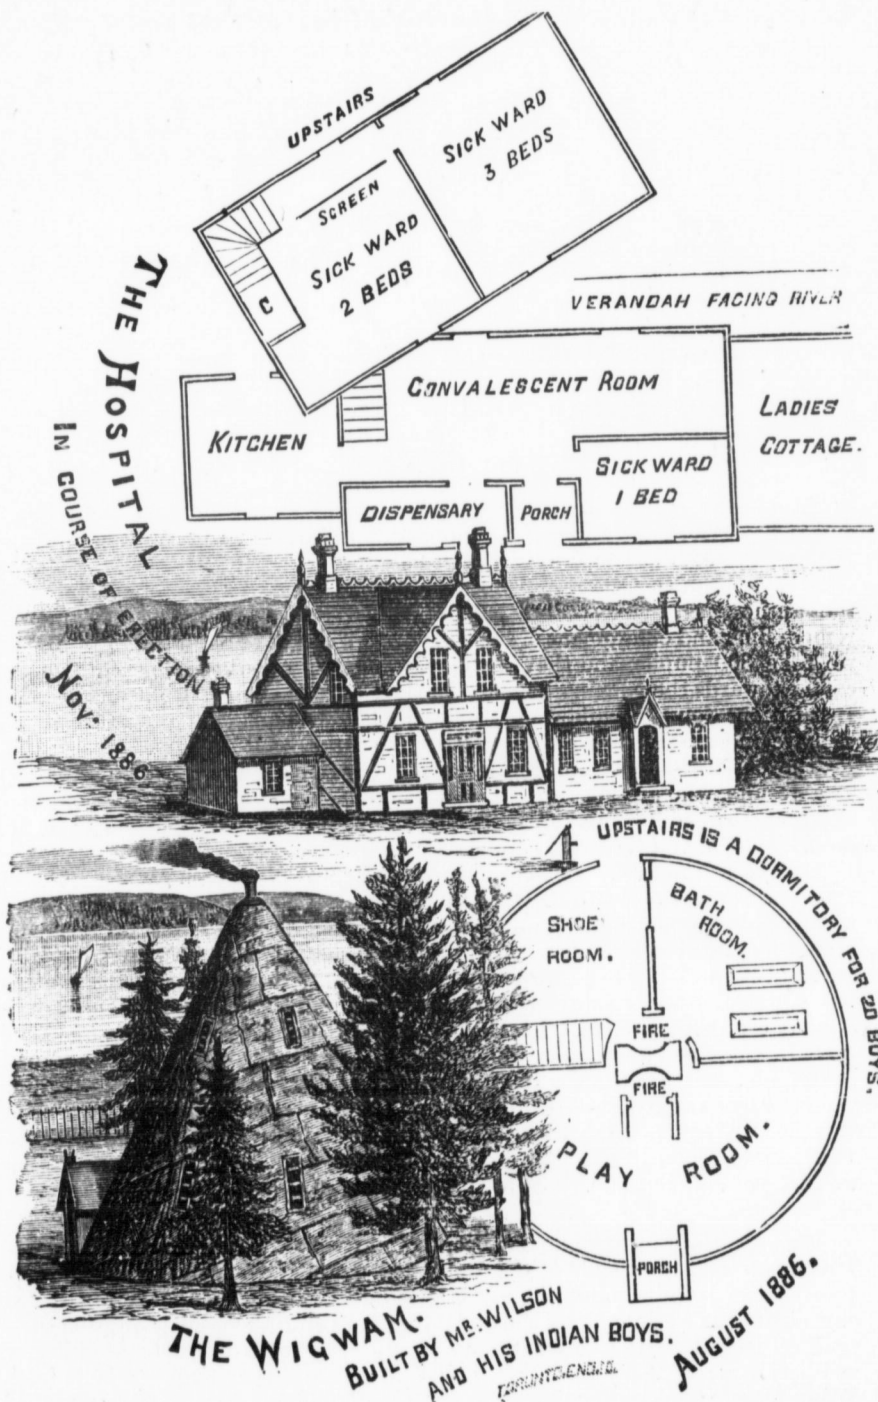 UPSTAIRS
SICK WARD
3 BEDS
SCREEN
SICK WARD
2 BEDS
C
THE HOSPITAL
IN COURSE OF ERECTION
NOV: 1886
VERANDAH FACING RIVER
CONVALESCENT ROOM
KITCHEN
LADIES
COTTAGE.
SICK WARD
1 BED
DISPENSARY
PORCH
UPSTAIRS IS A DORMITORY FOR 20 BOYS.
SHOE
ROOM.
BATH
ROOM.
FIRE
FIRE
PLAY ROOM.
PORCH
THE WIGWAM.
BUILT BY MR. WILSON
AND HIS INDIAN BOYS.
AUGUST 1886.